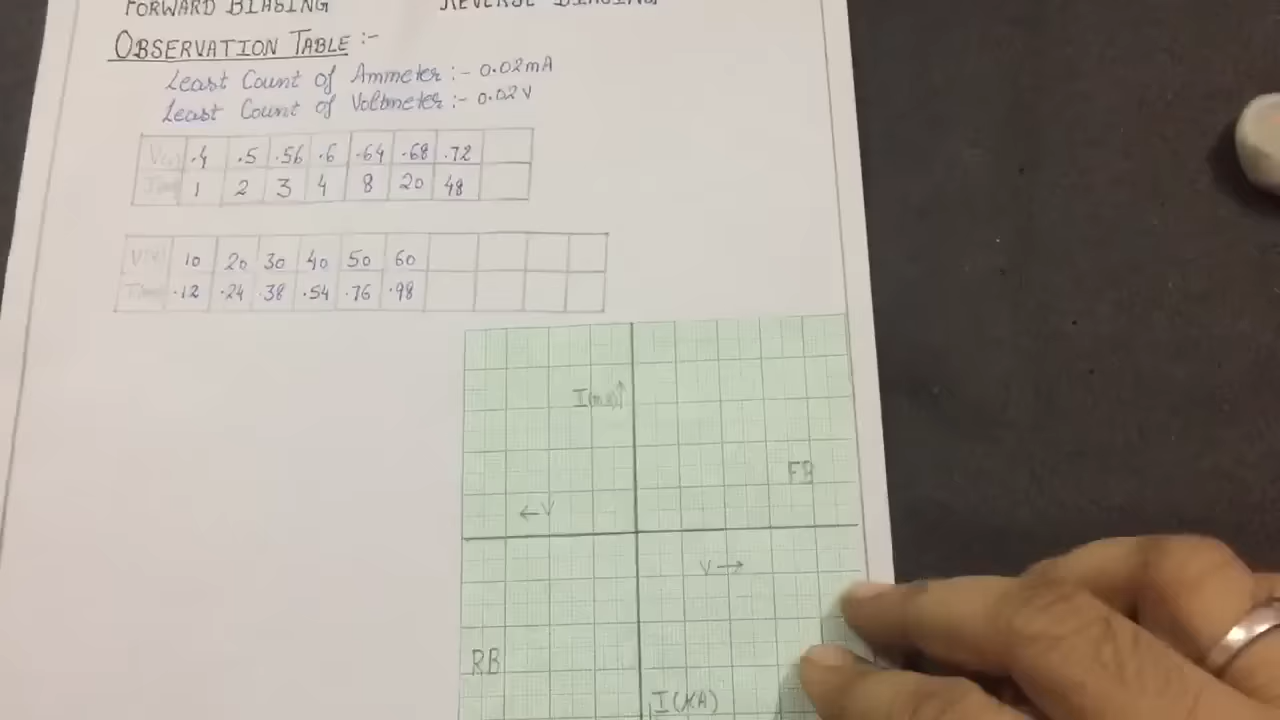 FORWARD BIASING REVERSE BIASING
OBSERVATION TABLE :-
Least Count of Ammeter :- 0.02mA
Least Count of Voltmeter :- 0.02V
.4 .5 .56 .6 .64 .68 .72
1 2 3 4 8 20 48
V(V) 10 20 30 40 50 60
.12 .24 .38 .54 .76 .98
I(mA)↑
FB
←V
V→
RB